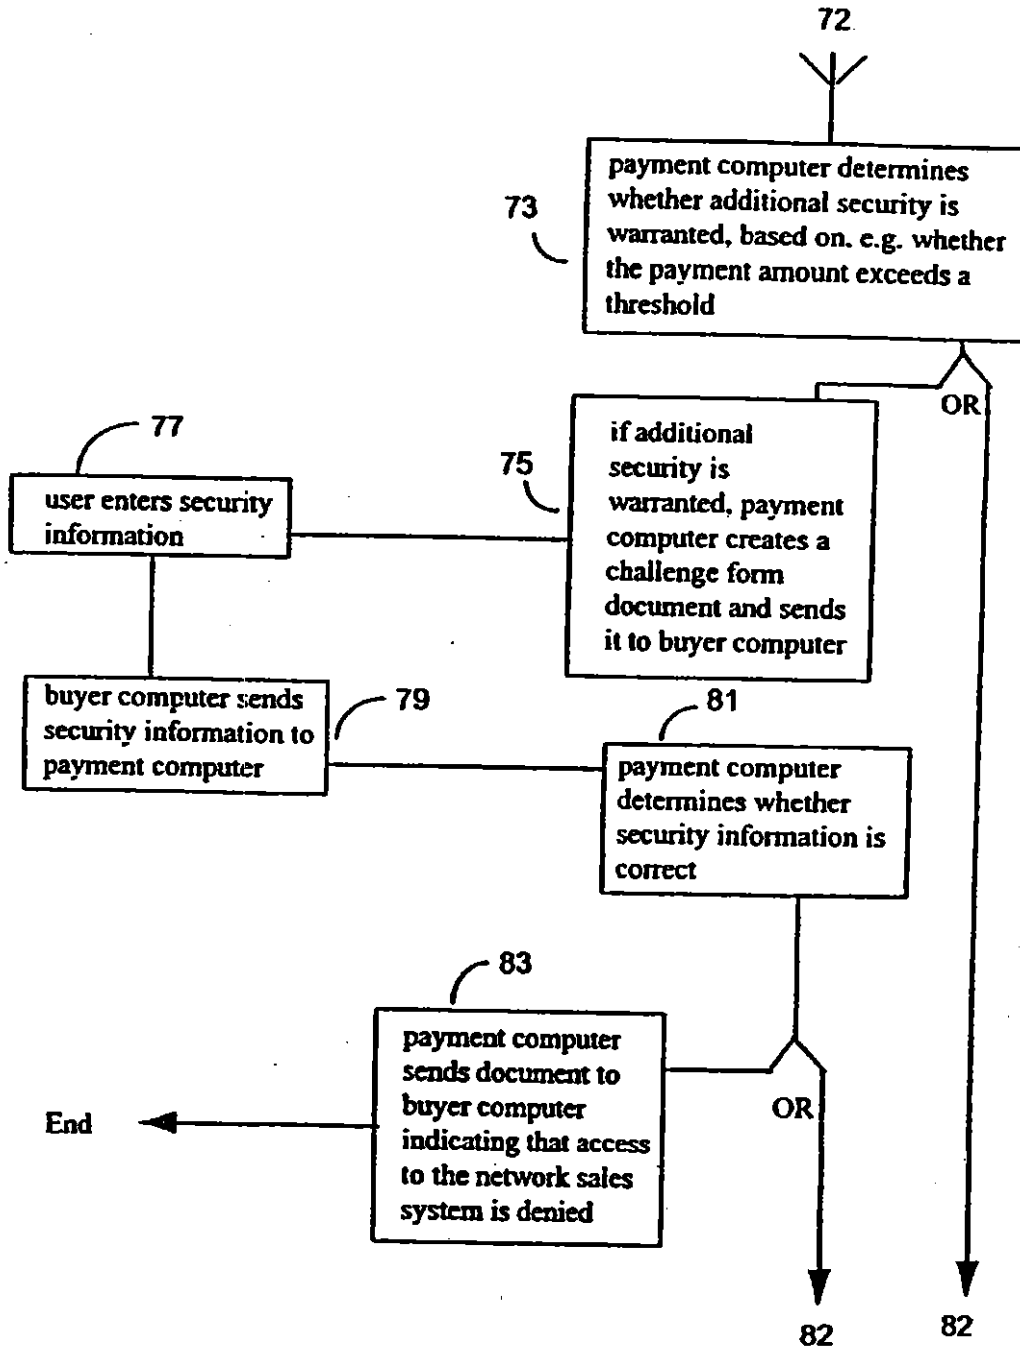 72
payment computer determines
whether additional security is
warranted, based on. e.g. whether
the payment amount exceeds a
threshold
73
OR
77
user enters security
information
75
if additional
security is
warranted, payment
computer creates a
challenge form
document and sends
it to buyer computer
buyer computer sends
security information to
payment computer
79
81
payment computer
determines whether
security information is
correct
83
payment computer
sends document to
buyer computer
indicating that access
to the network sales
system is denied
End
OR
82
82